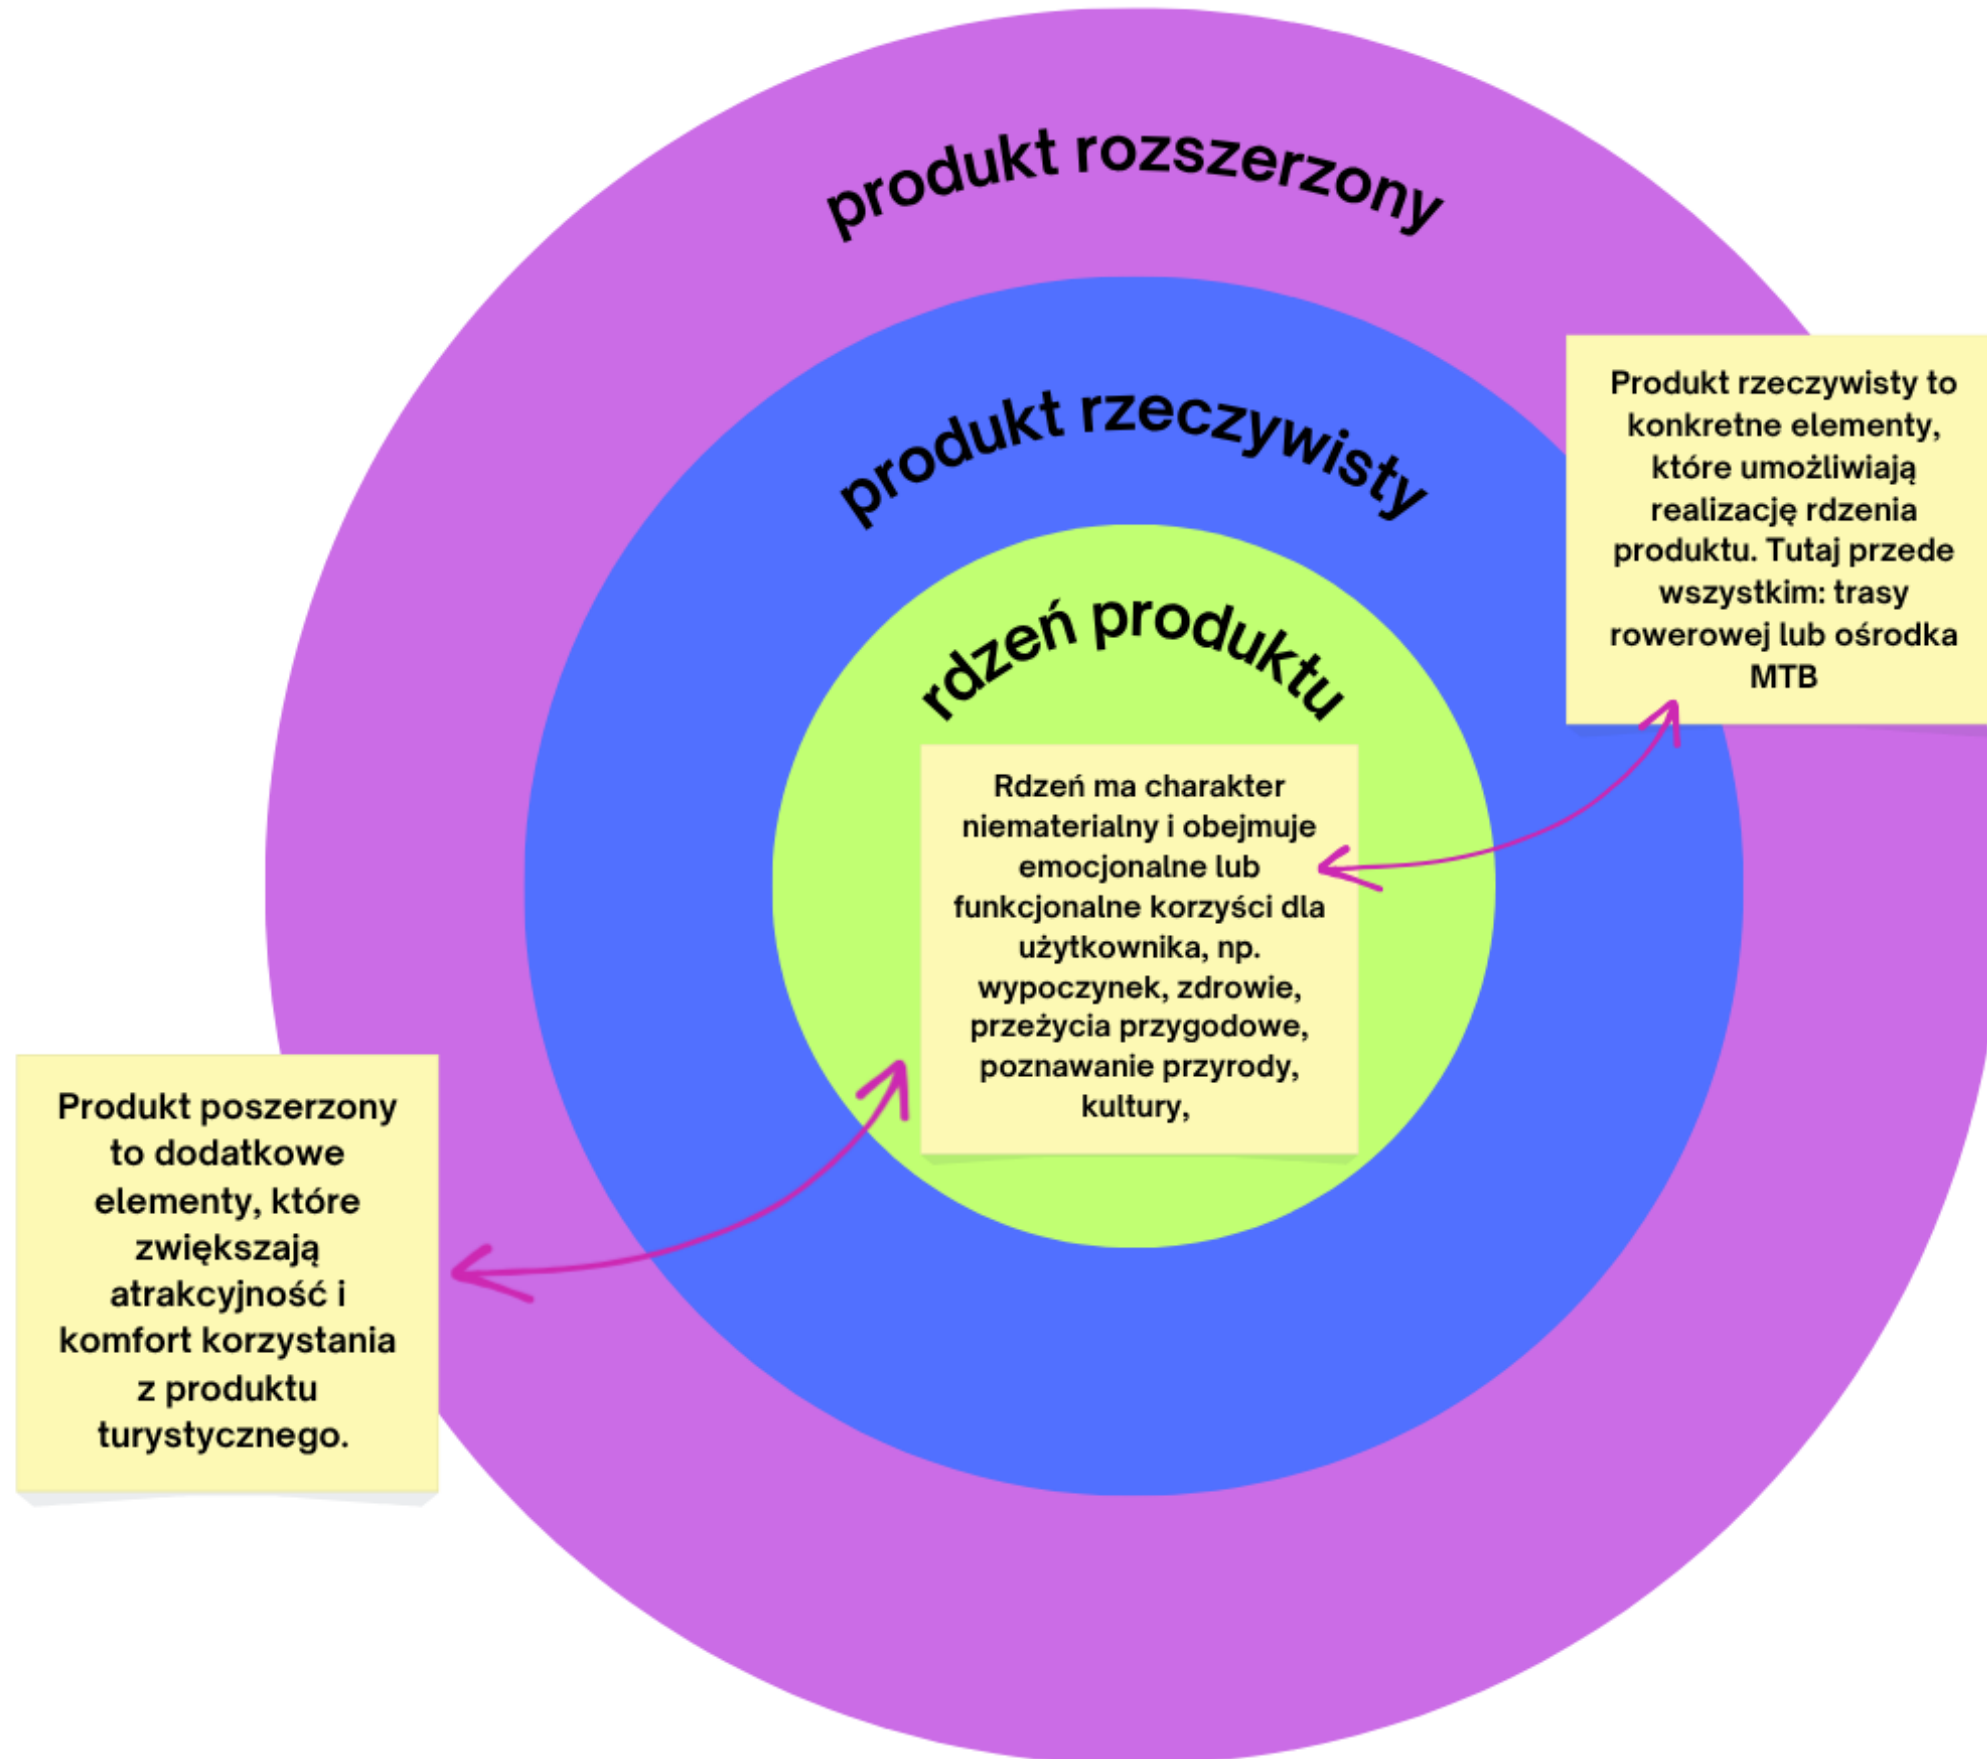 produkt rozszerzony
produkt rzeczywisty
rdzeń produktu
Produkt rzeczywisty to
konkretne elementy,
które umożliwiają
realizację rdzenia
produktu. Tutaj przede
wszystkim: trasy
rowerowej lub ośrodka
MTB
Rdzeń ma charakter
niematerialny i obejmuje
emocjonalne lub
funkcjonalne korzyści dla
użytkownika, np.
wypoczynek, zdrowie,
przeżycia przygodowe,
poznawanie przyrody,
kultury,
Produkt poszerzony
to dodatkowe
elementy, które
zwiększają
atrakcyjność i
komfort korzystania
z produktu
turystycznego.